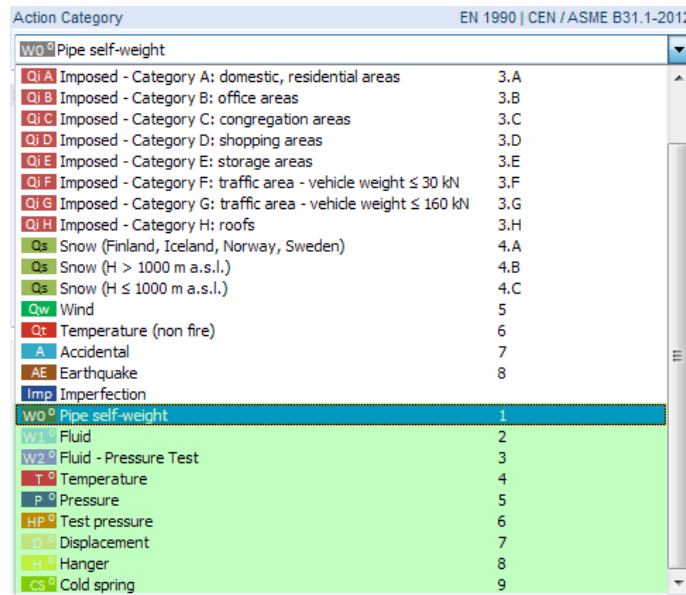 Action Category EN 1990 | CEN / ASME B31.1-2012
W0 o Pipe self-weight
Qi A Imposed - Category A: domestic, residential areas 3.A
Qi B Imposed - Category B: office areas 3.B
Qi C Imposed - Category C: congregation areas 3.C
Qi D Imposed - Category D: shopping areas 3.D
Qi E Imposed - Category E: storage areas 3.E
Qi F Imposed - Category F: traffic area - vehicle weight ≤ 30 kN 3.F
Qi G Imposed - Category G: traffic area - vehicle weight ≤ 160 kN 3.G
Qi H Imposed - Category H: roofs 3.H
Qs Snow (Finland, Iceland, Norway, Sweden) 4.A
Qs Snow (H > 1000 m a.s.l.) 4.B
Qs Snow (H ≤ 1000 m a.s.l.) 4.C
Qw Wind 5
Qt Temperature (non fire) 6
A Accidental 7
AE Earthquake 8
Imp Imperfection
W0 o Pipe self-weight 1
W1 o Fluid 2
W2 o Fluid - Pressure Test 3
T o Temperature 4
P o Pressure 5
HP o Test pressure 6
D o Displacement 7
H o Hanger 8
CS o Cold spring 9